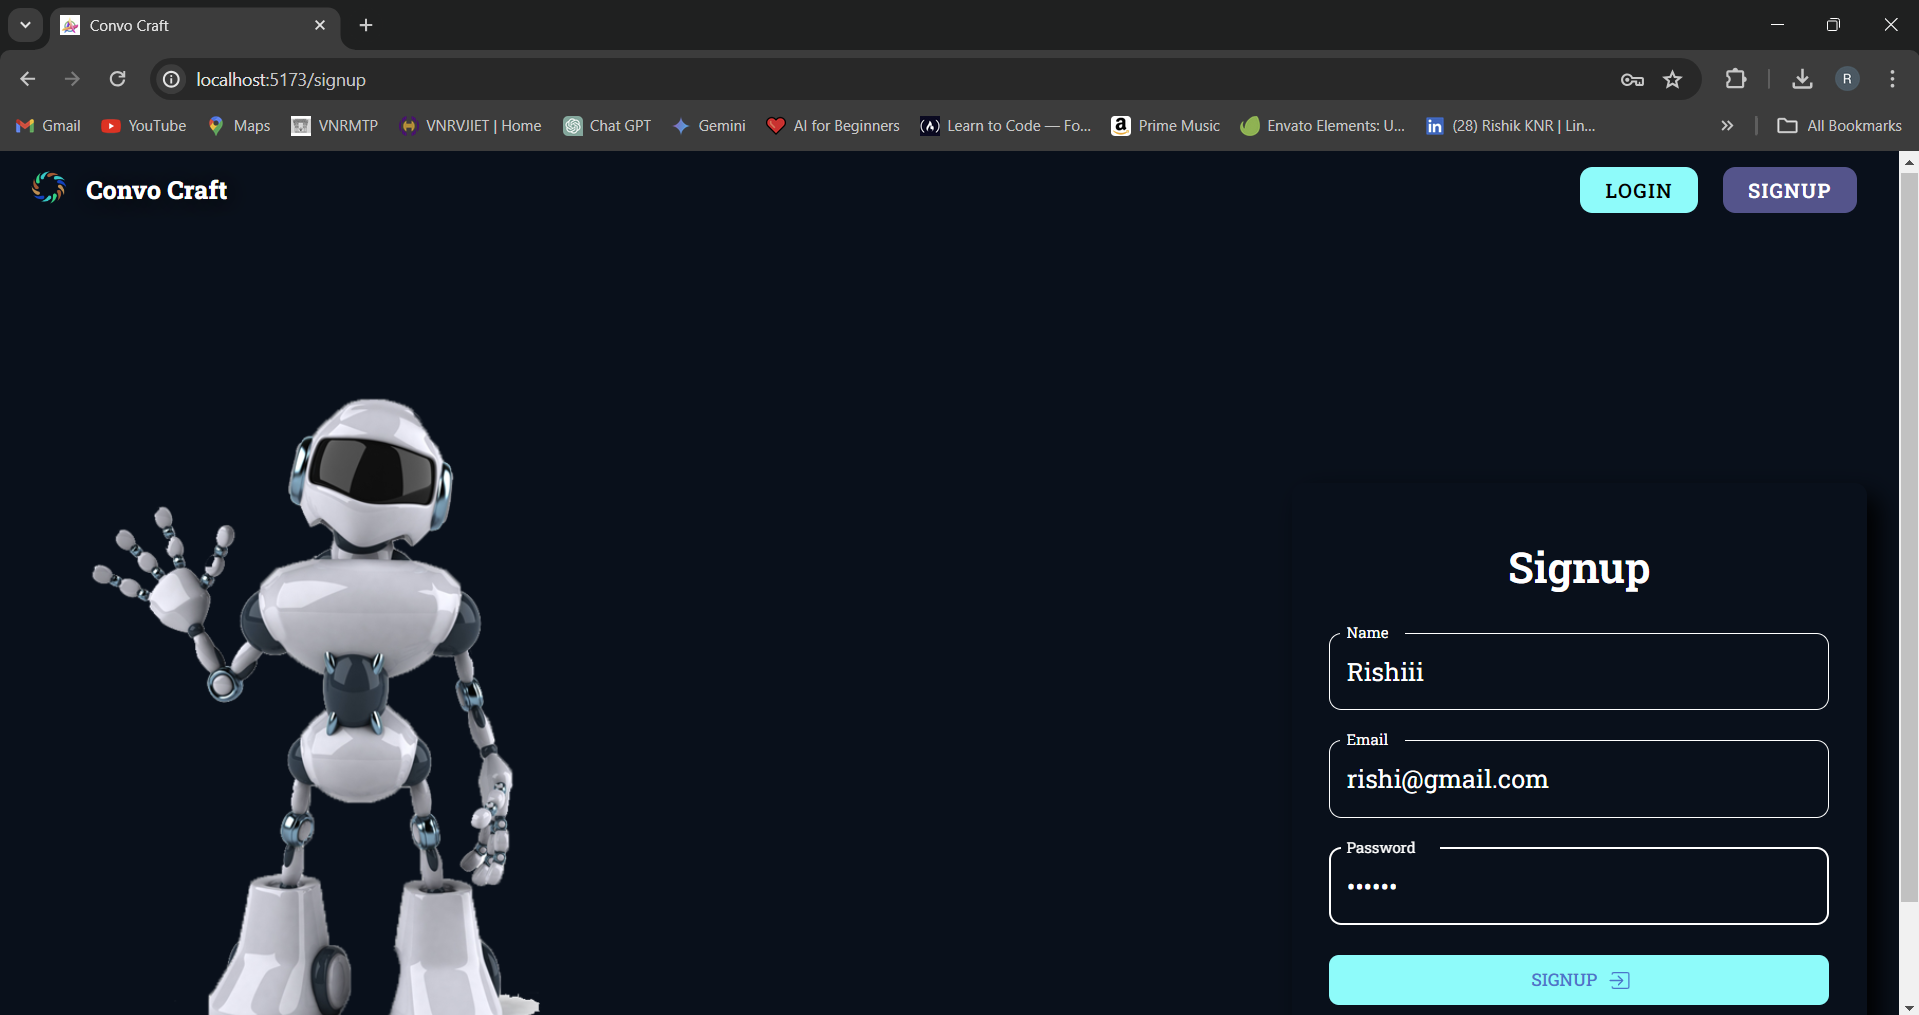 Convo Craft
localhost:5173/signup
R
Gmail YouTube Maps VNRMTP VNRVJIET | Home Chat GPT Gemini AI for Beginners Learn to Code — Fo... Prime Music Envato Elements: U... (28) Rishik KNR | Lin... All Bookmarks
Convo Craft LOGIN SIGNUP
Signup
Name
Rishiii
Email
rishi@gmail.com
Password
••••••
SIGNUP